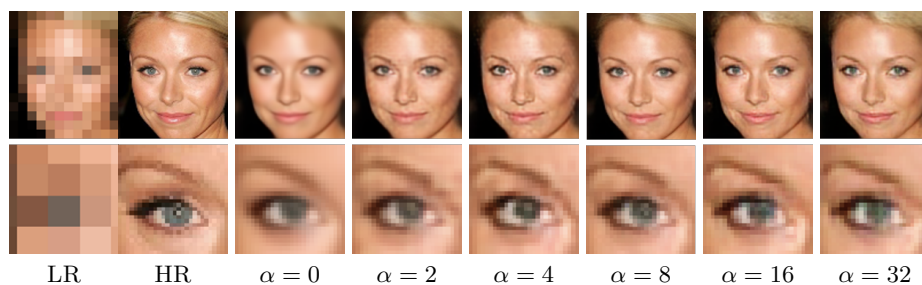 LR HR α = 0 α = 2 α = 4 α = 8 α = 16 α = 32